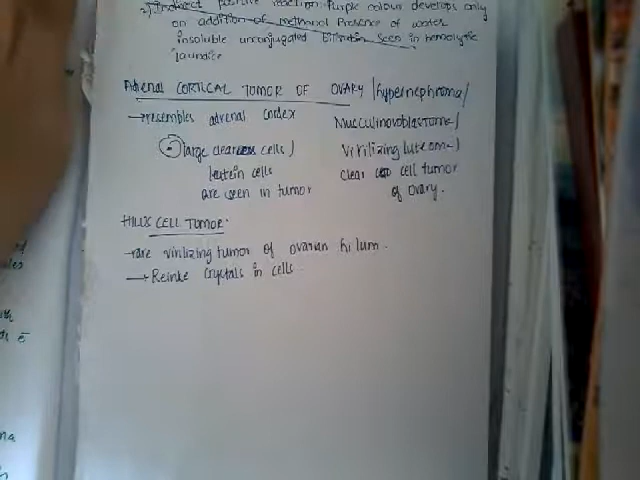 2) Indirect positive reaction: Purple colour develops only
on addition of methanol Presence of water
insoluble unconjugated Bilirubin seen in hemolytic
jaundice
Adrenal CORTICAL TUMOR OF OVARY /hypernephroma/
→ resembles adrenal cortex
Masculinovoblastoma/
large clear cells/
Virilizing luteoma/
lutein cells
clear cell tumor
are seen in tumor
of ovary.
HILUS CELL TUMOR:
→ rare virilizing tumor of ovarian hilum.
→ Reinke crystals in cells